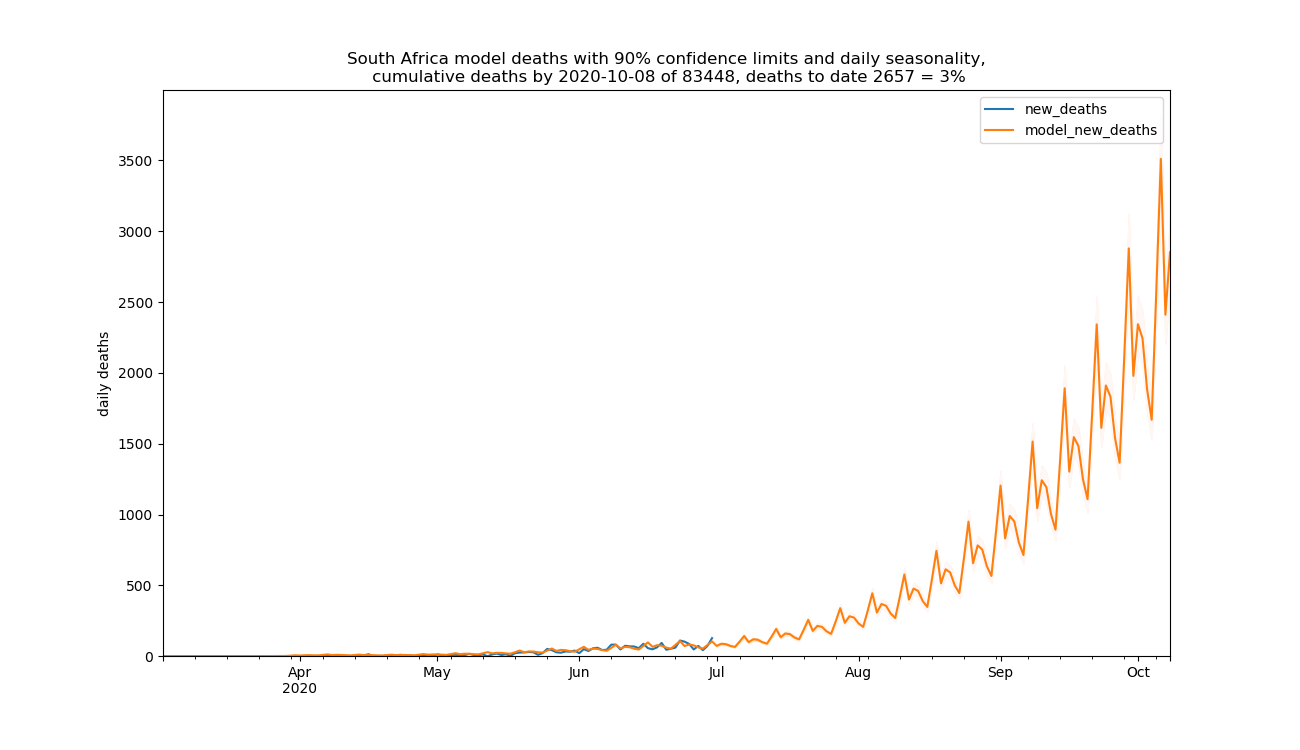 South Africa model deaths with 90% confidence limits and daily seasonality,
cumulative deaths by 2020-10-08 of 83448, deaths to date 2657 = 3%
new_deaths
model_new_deaths
3500
3000
2500
2000
1500
1000
500
0
daily deaths
Apr May Jun Jul Aug Sep Oct
2020